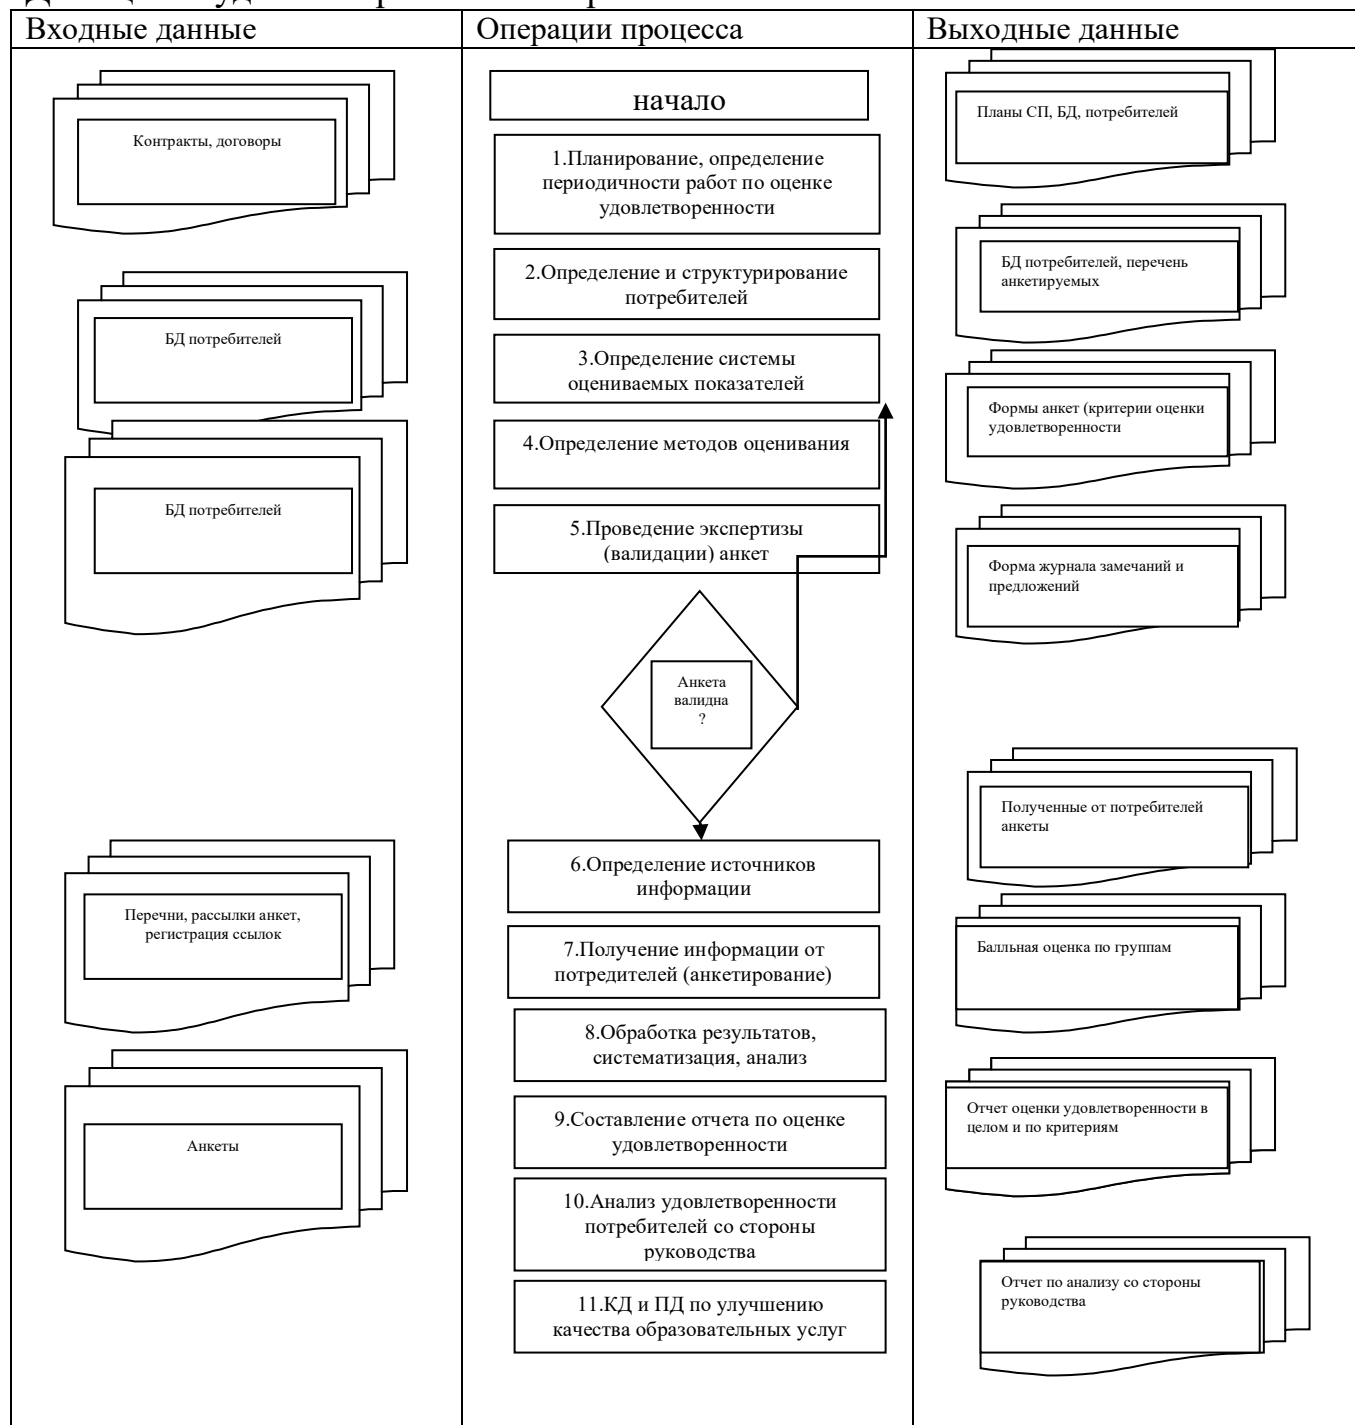 Входные данные
Операции процесса
Выходные данные
Контракты, договоры
БД потребителей
БД потребителей
Перечни, рассылки анкет,
регистрация ссылок
Анкеты
начало
1.Планирование, определение
периодичности работ по оценке
удовлетворенности
2.Определение и структурирование
потребителей
3.Определение системы
оцениваемых показателей
4.Определение методов оценивания
5.Проведение экспертизы
(валидации) анкет
Анкета
валидна
?
6.Определение источников
информации
7.Получение информации от
потредителей (анкетирование)
8.Обработка результатов,
систематизация, анализ
9.Составление отчета по оценке
удовлетворенности
10.Анализ удовлетворенности
потребителей со стороны
руководства
11.КД и ПД по улучшению
качества образовательных услуг
Планы СП, БД, потребителей
БД потребителей, перечень
анкетируемых
Формы анкет (критерии оценки
удовлетворенности
Форма журнала замечаний и
предложений
Полученные от потребителей
анкеты
Балльная оценка по группам
Отчет оценки удовлетворенности в
целом и по критериям
Отчет по анализу со стороны
руководства